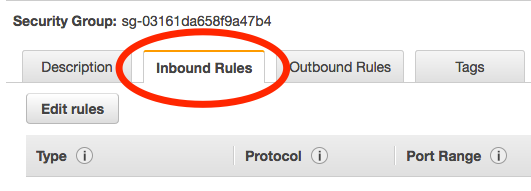 Security Group: sg-03161da658f9a47b4
Description Inbound Rules Outbound Rules Tags
Edit rules
Type i Protocol i Port Range i